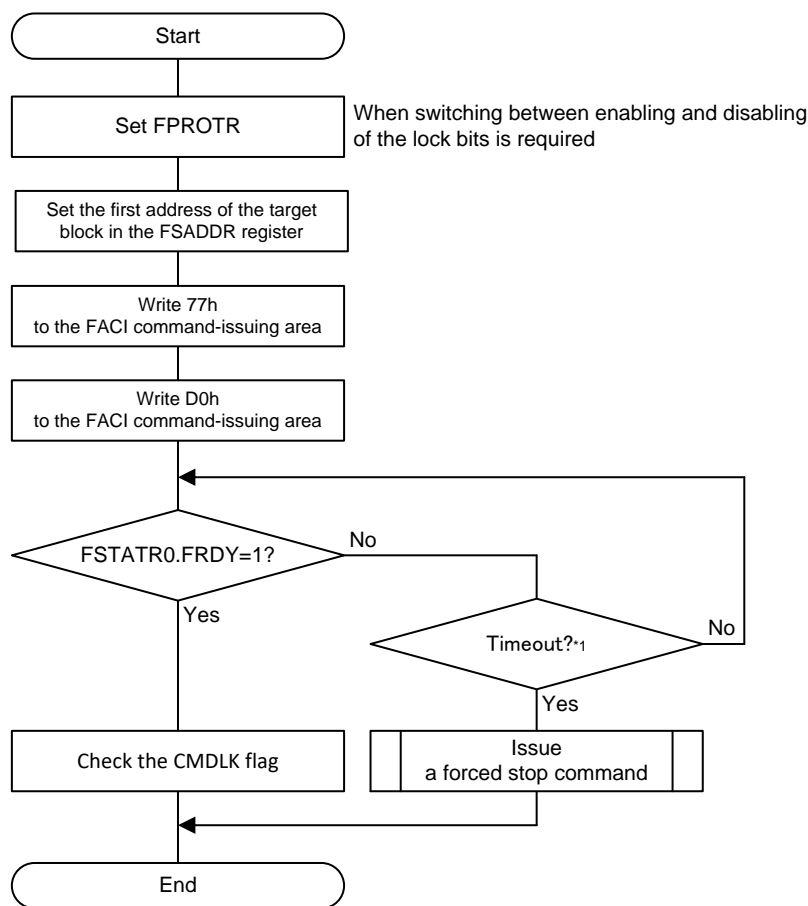 Start
Set FPROTR
When switching between enabling and disabling
of the lock bits is required
Set the first address of the target
block in the FSADDR register
Write 77h
to the FACI command-issuing area
Write D0h
to the FACI command-issuing area
FSTATR0.FRDY=1?
No
Yes
Timeout?*1
No
Yes
Check the CMDLK flag
Issue
a forced stop command
End